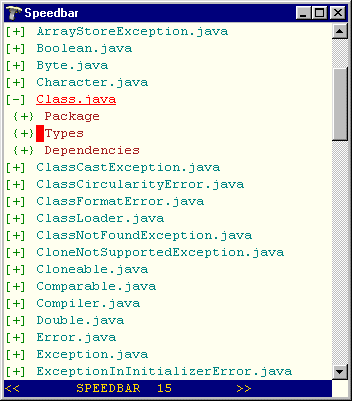 Speedbar
[+] ArrayStoreException.java
[+] Boolean.java
[+] Byte.java
[+] Character.java
[-] Class.java
{+} Package
{+} Types
{+} Dependencies
[+] ClassCastException.java
[+] ClassCircularityError.java
[+] ClassFormatError.java
[+] ClassLoader.java
[+] ClassNotFoundException.java
[+] CloneNotSupportedException.java
[+] Cloneable.java
[+] Comparable.java
[+] Compiler.java
[+] Double.java
[+] Error.java
[+] Exception.java
[+] ExceptionInInitializerError.java
<< SPEEDBAR 15 >>